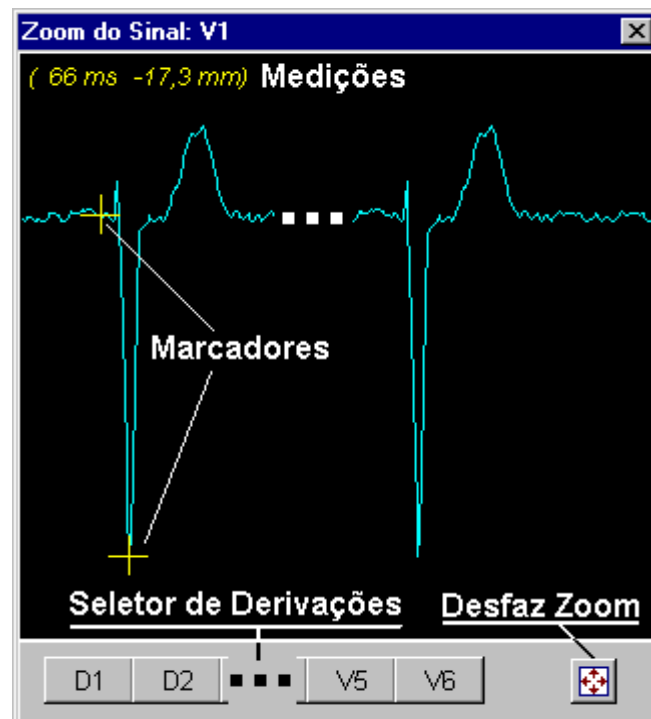 Zoom do Sinal: V1
( 66 ms -17,3 mm) Medições
Marcadores
Seletor de Derivações
Desfaz Zoom
D1 D2 V5 V6